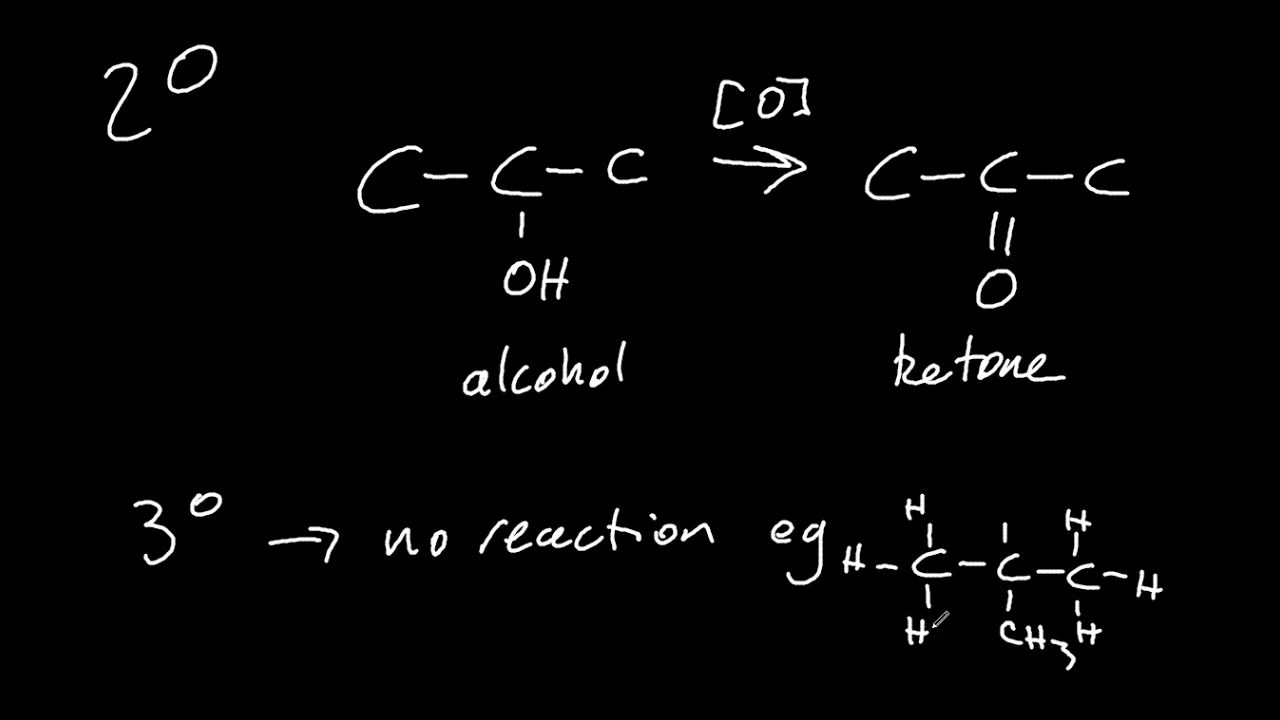 2°
[O]
C – C – C → C – C – C
| ||
OH O
alcohol ketone
3° → no reaction eg
H | H
H – C – C – C – H
| | |
H CH3 H